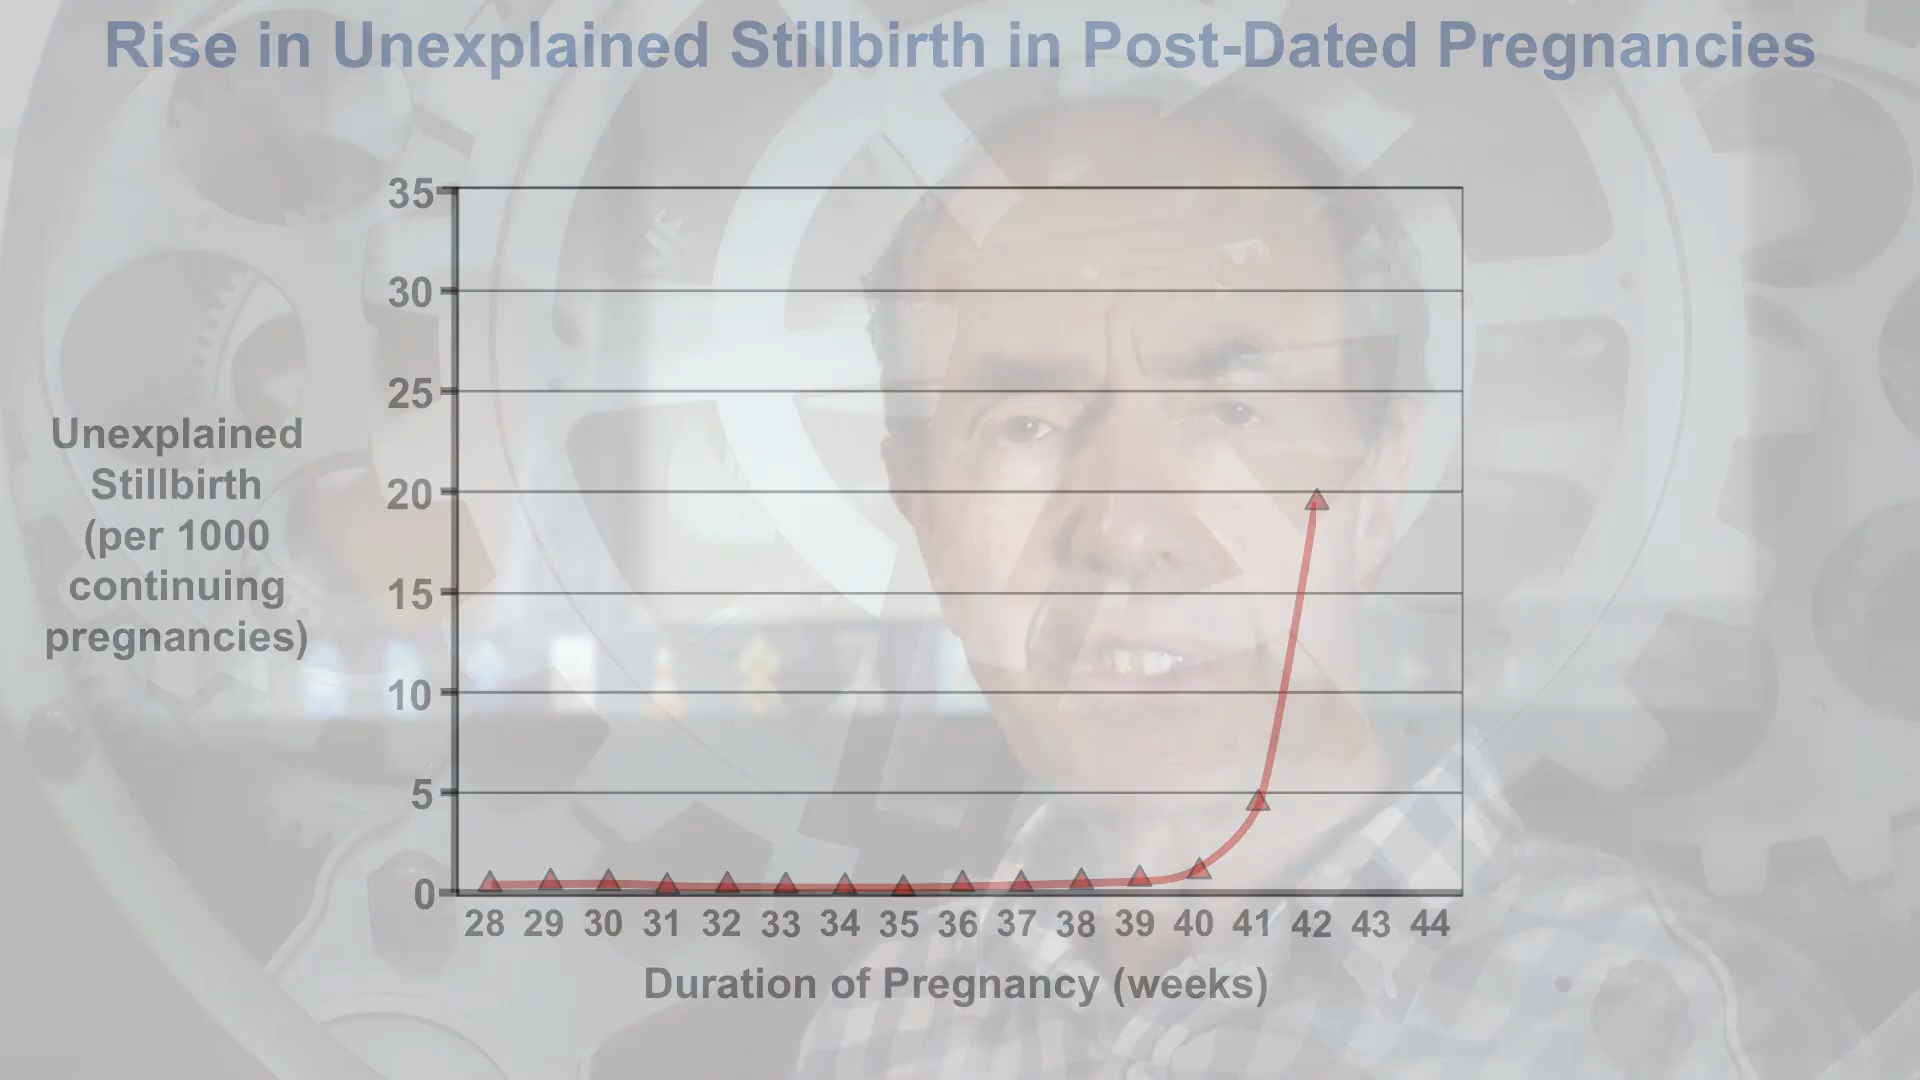 Rise in Unexplained Stillbirth in Post-Dated Pregnancies
35
30
25
20
15
10
5
0
Unexplained
Stillbirth
(per 1000
continuing
pregnancies)
28 29 30 31 32 33 34 35 36 37 38 39 40 41 42 43 44
Duration of Pregnancy (weeks)